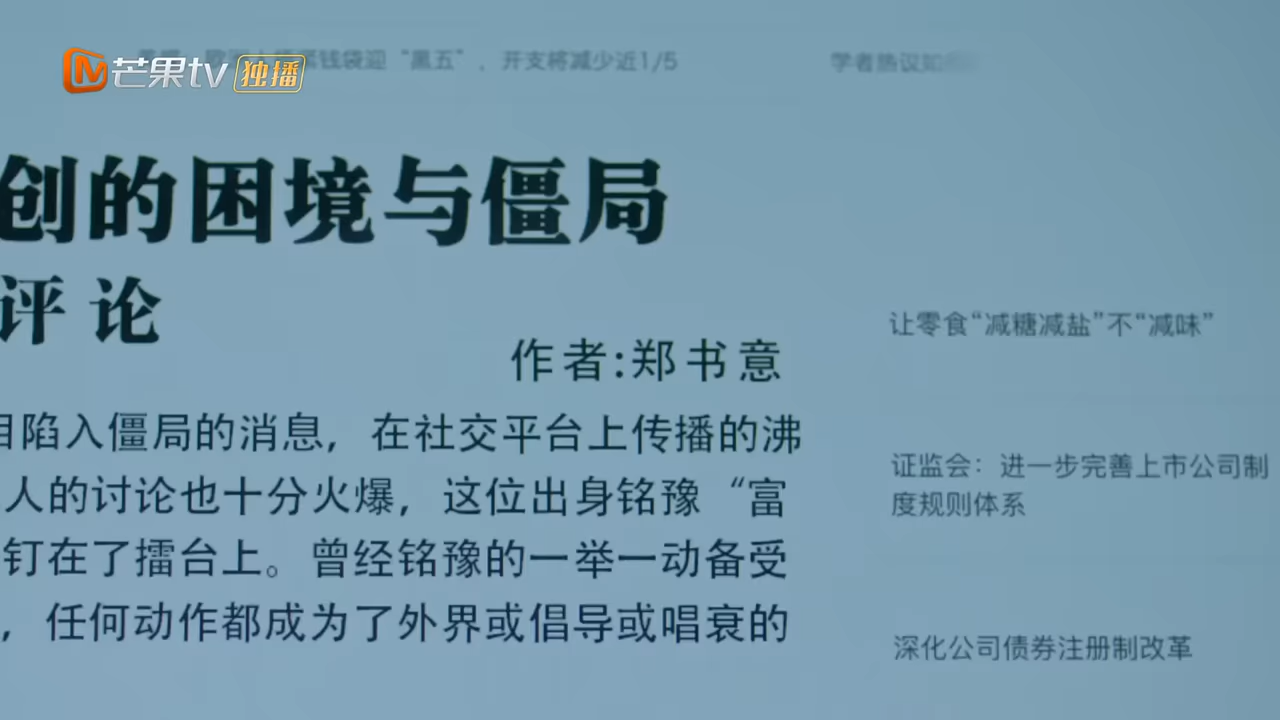 芒果tv 独播
钱袋迎“黑五”，开支将减少近1/5
学者热议如
创的困境与僵局
评论
作者:郑书意
目陷入僵局的消息，在社交平台上传播的沸
人的讨论也十分火爆，这位出身铭豫“富
钉在了擂台上。曾经铭豫的一举一动备受
，任何动作都成为了外界或倡导或唱衰的
让零食“减糖减盐”不“减味”
证监会：进一步完善上市公司制
度规则体系
深化公司债券注册制改革